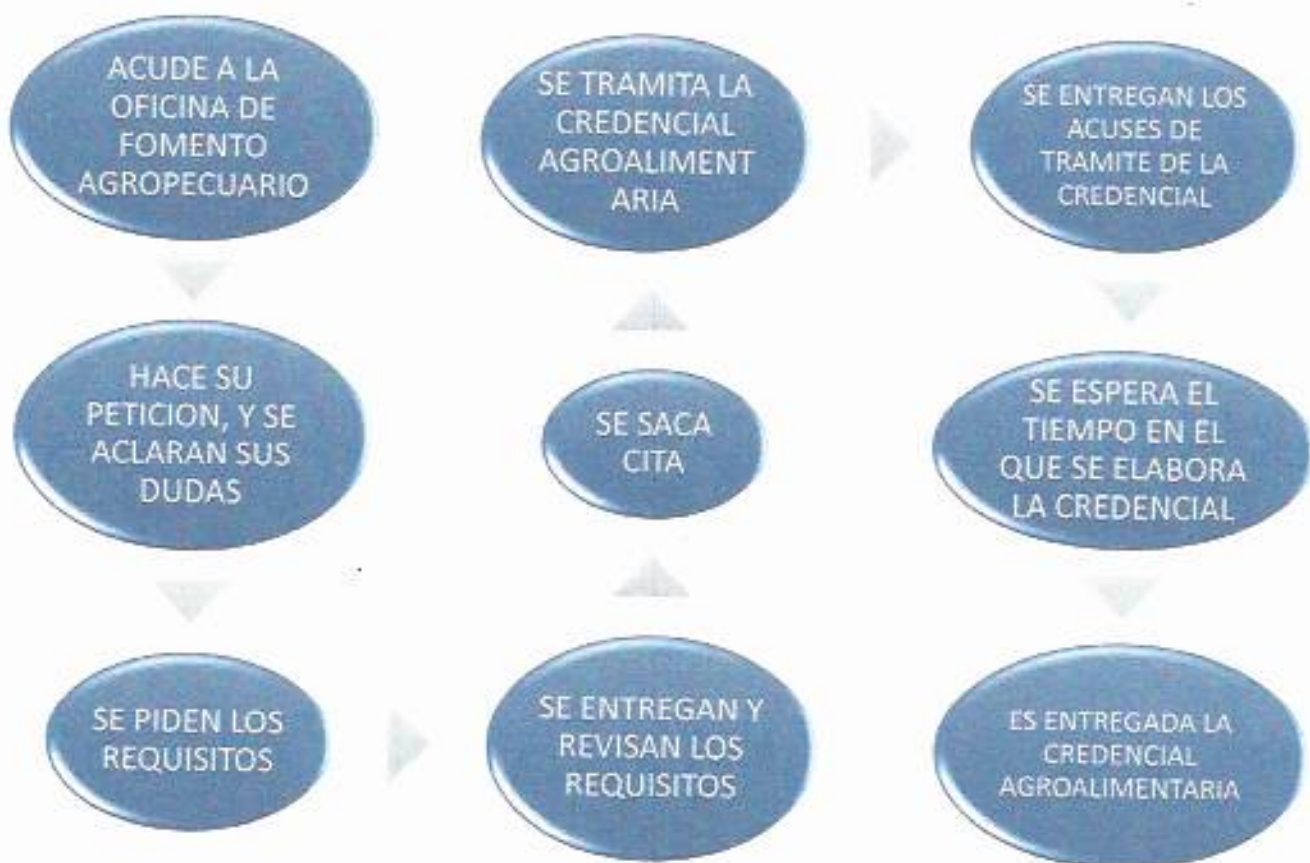 ACUDE A LA
OFICINA DE
FOMENTO
AGROPECUARIO
HACE SU
PETICION, Y SE
ACLARAN SUS
DUDAS
SE PIDEN LOS
REQUISITOS
SE ENTREGAN Y
REVISAN LOS
REQUISITOS
SE SACA
CITA
SE TRAMITA LA
CREDENCIAL
AGROALIMENT
ARIA
SE ENTREGAN LOS
ACUSES DE
TRAMITE DE LA
CREDENCIAL
SE ESPERA EL
TIEMPO EN EL
QUE SE ELABORA
LA CREDENCIAL
ES ENTREGADA LA
CREDENCIAL
AGROALIMENTARIA